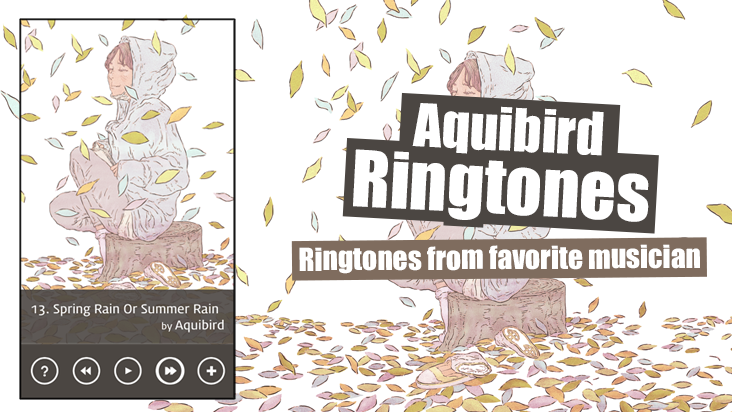 13. Spring Rain Or Summer Rain
by Aquibird
?
Aquibird
Ringtones
Ringtones from favorite musician